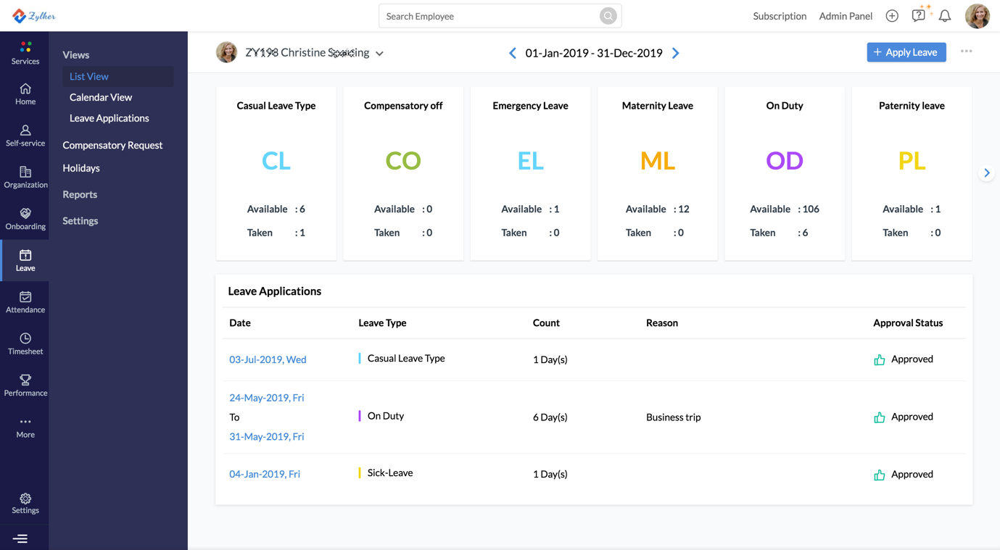 Zylker
Search Employee
Subscription
Admin Panel
Services
Home
Self-service
Organization
Onboarding
Leave
Attendance
Timesheet
Performance
More
Settings
Views
List View
Calendar View
Leave Applications
Compensatory Request
Holidays
Reports
Settings
Christine
01-Jan-2019 - 31-Dec-2019
+ Apply Leave
Casual Leave Type
CL
Available : 6
Taken : 1
Compensatory off
CO
Available : 0
Taken : 0
Emergency Leave
EL
Available : 1
Taken : 0
Maternity Leave
ML
Available : 12
Taken : 0
On Duty
OD
Available : 106
Taken : 6
Paternity leave
PL
Available : 1
Taken : 0
Leave Applications
Date Leave Type Count Reason Approval Status
03-Jul-2019, Wed Casual Leave Type 1 Day(s) Approved
24-May-2019, Fri
To On Duty 6 Day(s) Business trip Approved
31-May-2019, Fri
04-Jan-2019, Fri Sick-Leave 1 Day(s) Approved